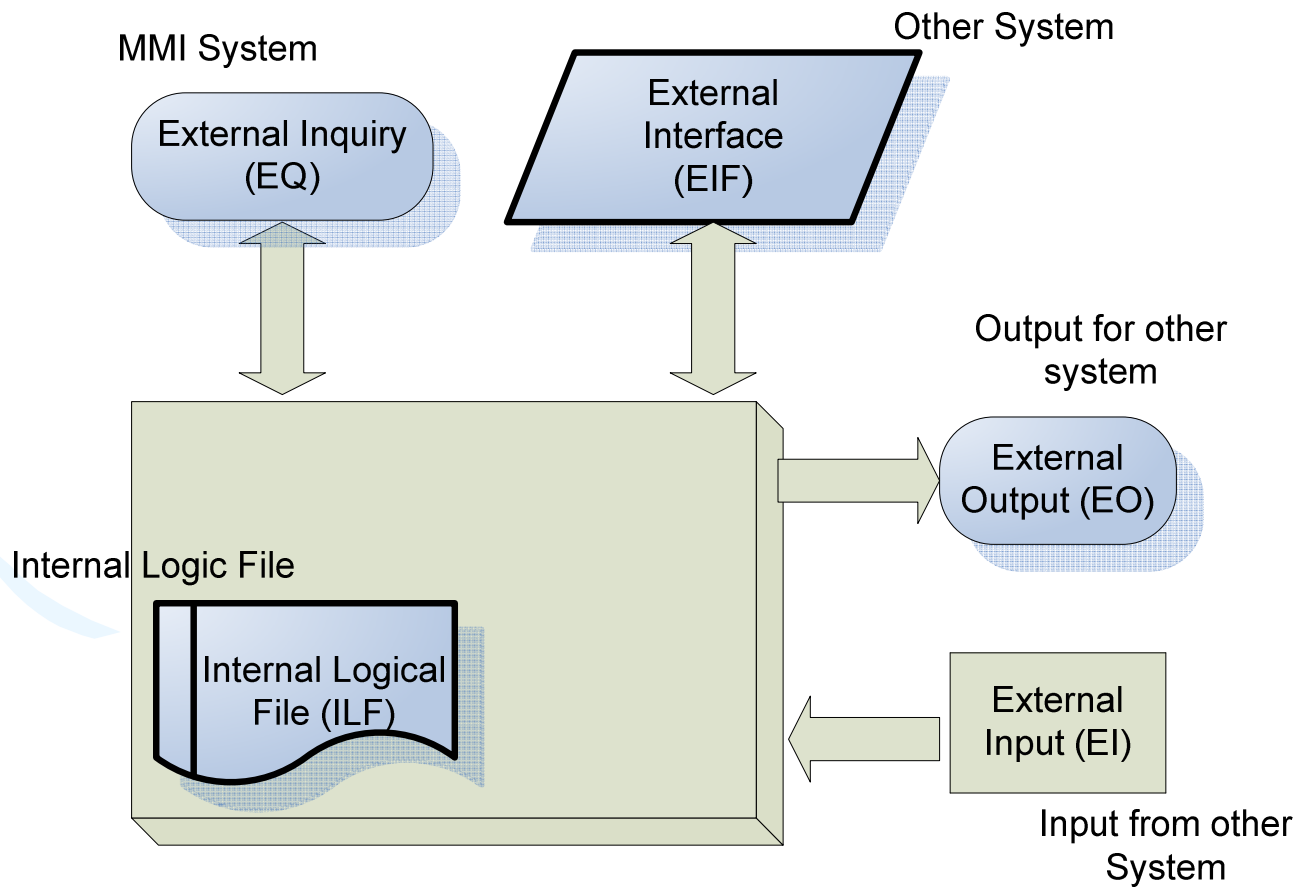 MMI System
External Inquiry
(EQ)
Other System
External
Interface
(EIF)
Output for other
system
External
Output (EO)
Internal Logic File
Internal Logical
File (ILF)
External
Input (EI)
Input from other
System